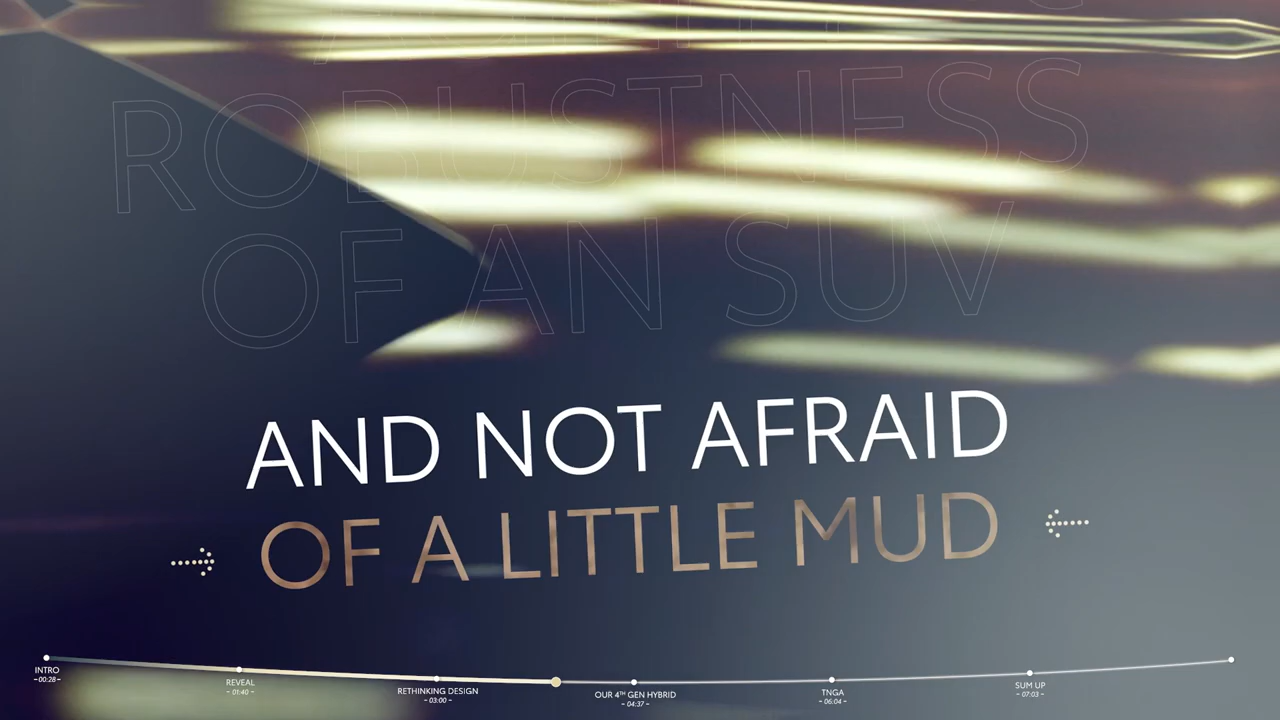 ROBUSTNESS
OF AN SUV
AND NOT AFRAID
OF A LITTLE MUD
INTRO
–00:28–
REVEAL
– 01:40 –
RETHINKING DESIGN
– 03:00 –
OUR 4TH GEN HYBRID
– 04:37 –
TNGA
– 06:04 –
SUM UP
– 07:03 –